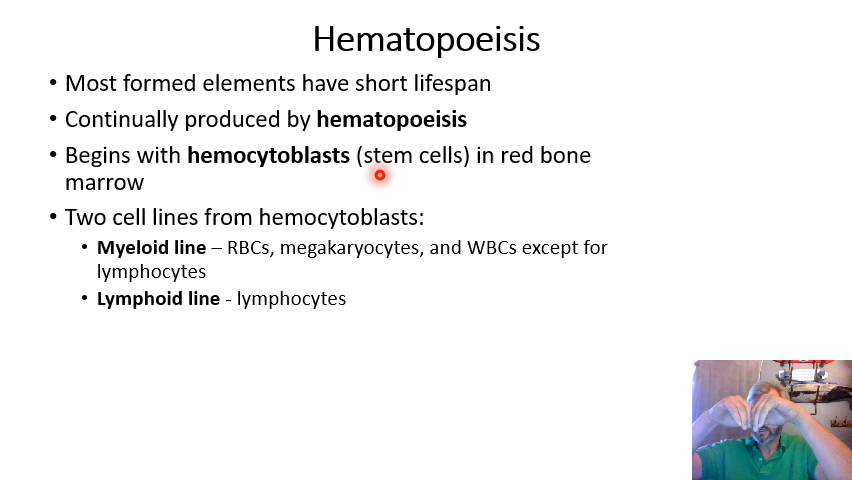 Hematopoeisis
• Most formed elements have short lifespan
• Continually produced by hematopoeisis
• Begins with hemocytoblasts (stem cells) in red bone
marrow
• Two cell lines from hemocytoblasts:
• Myeloid line – RBCs, megakaryocytes, and WBCs except for
lymphocytes
• Lymphoid line - lymphocytes